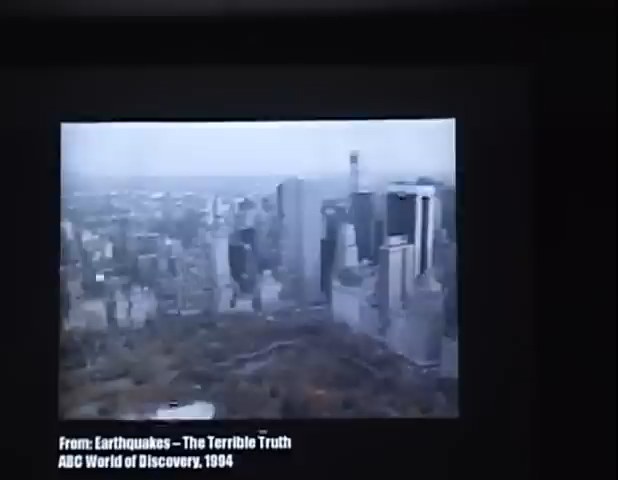 From: Earthquakes – The Terrible Truth
ABC World of Discovery, 1994